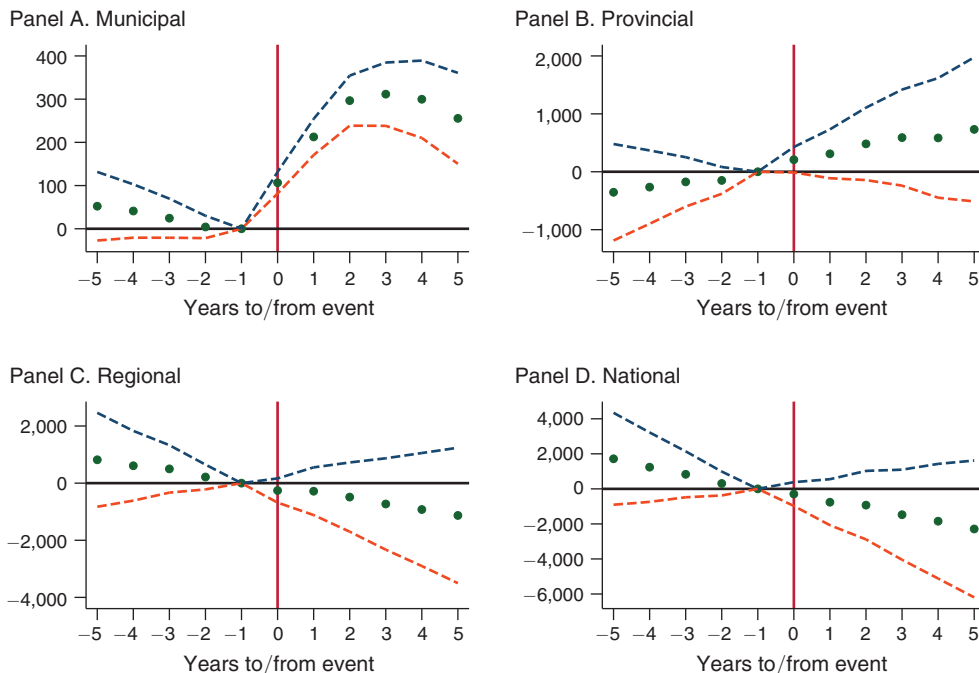 Panel A. Municipal
400
300
200
100
0
−5 −4 −3 −2 −1 0 1 2 3 4 5
Years to/from event
Panel B. Provincial
2,000
1,000
0
−1,000
−5 −4 −3 −2 −1 0 1 2 3 4 5
Years to/from event
Panel C. Regional
2,000
0
−2,000
−4,000
−5 −4 −3 −2 −1 0 1 2 3 4 5
Years to/from event
Panel D. National
4,000
2,000
0
−2,000
−4,000
−6,000
−5 −4 −3 −2 −1 0 1 2 3 4 5
Years to/from event